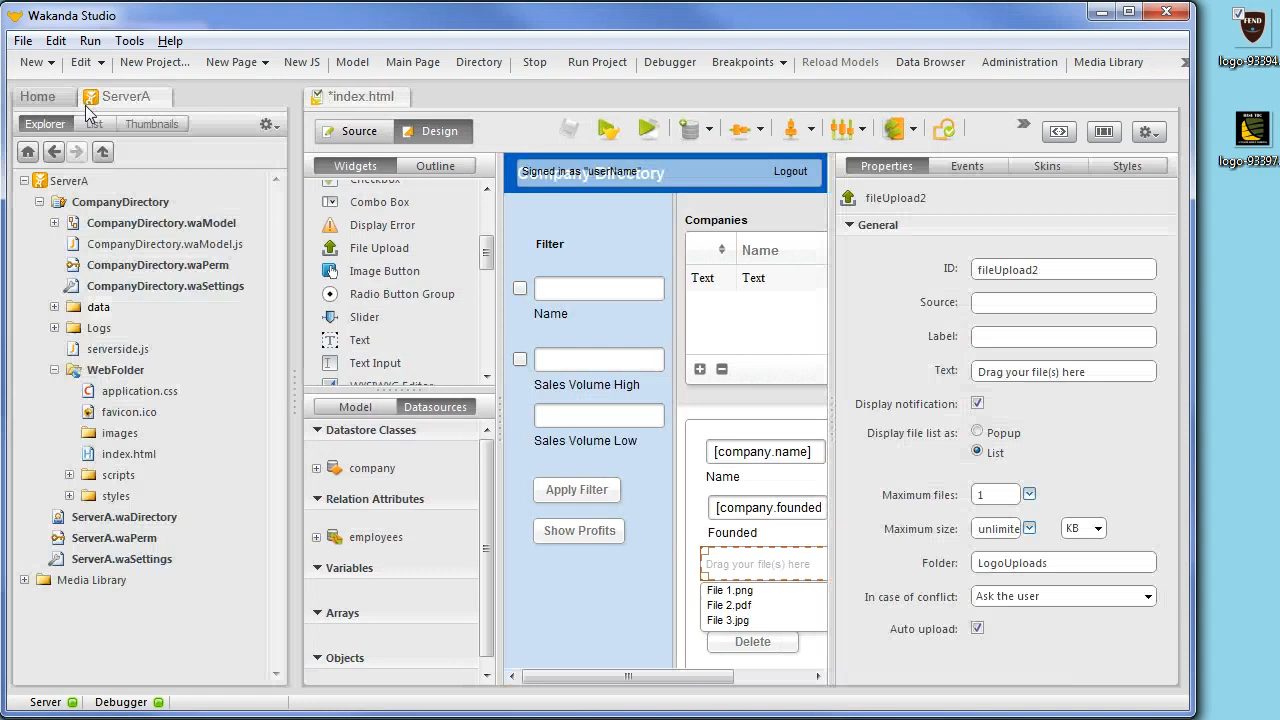 Wakanda Studio
File Edit Run Tools Help
New Edit New Project... New Page New JS Model Main Page Directory Stop Run Project Debugger Breakpoints Reload Models Data Browser Administration Media Library
Home ServerA
*index.html
Explorer List Thumbnails
Source Design
ServerA
CompanyDirectory
CompanyDirectory.waModel
CompanyDirectory.waModel.js
CompanyDirectory.waPerm
CompanyDirectory.waSettings
data
Logs
serverside.js
WebFolder
application.css
favicon.ico
images
index.html
scripts
styles
ServerA.waDirectory
ServerA.waPerm
ServerA.waSettings
Media Library
Widgets Outline
Combo Box
Display Error
File Upload
Image Button
Radio Button Group
Slider
Text
Text Input
Model Datasources
Datastore Classes
company
Relation Attributes
employees
Variables
Arrays
Objects
Company Directory
Logout
Filter
Name
Sales Volume High
Sales Volume Low
Apply Filter
Show Profits
Companies
Name
Text Text
[company.name]
Name
[company.founded
Founded
Drag your file(s) here
File 1.png
File 2.pdf
File 3.jpg
Delete
Properties Events Skins Styles
fileUpload2
General
ID: fileUpload2
Source:
Label:
Text: Drag your file(s) here
Display notification:
Display file list as: Popup
List
Maximum files: 1
Maximum size: unlimite KB
Folder: LogoUploads
In case of conflict: Ask the user
Auto upload:
Server Debugger
FEND
logo-93394.
logo-93397.